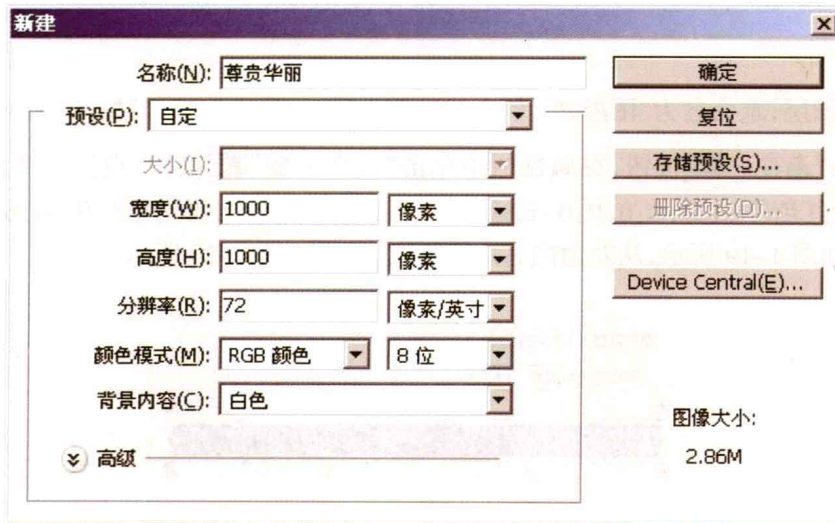 新建
名称(N): 尊贵华丽
确定
预设(P): 自定
复位
大小(I):
存储预设(S)...
宽度(W): 1000 像素
删除预设(D)...
高度(H): 1000 像素
Device Central(E)...
分辨率(R): 72 像素/英寸
颜色模式(M): RGB 颜色 8 位
背景内容(C): 白色
图像大小:
高级
2.86M